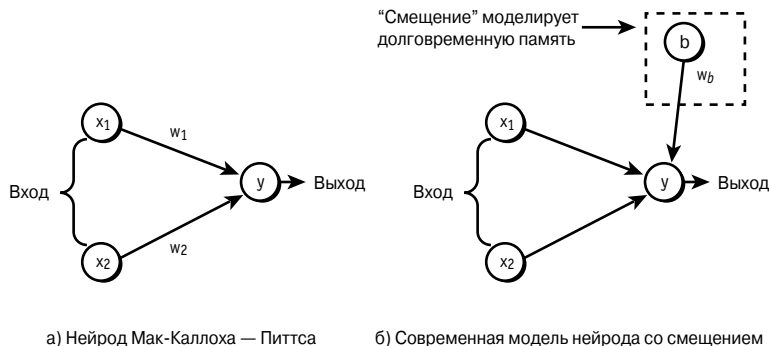 “Смещение” моделирует
долговременную память
b
wb
x1
w1
Вход
y
Выход
w2
x2
x1
Вход
y
Выход
x2
а) Нейрод Мак-Каллоха — Питтса
б) Современная модель нейрода со смещением